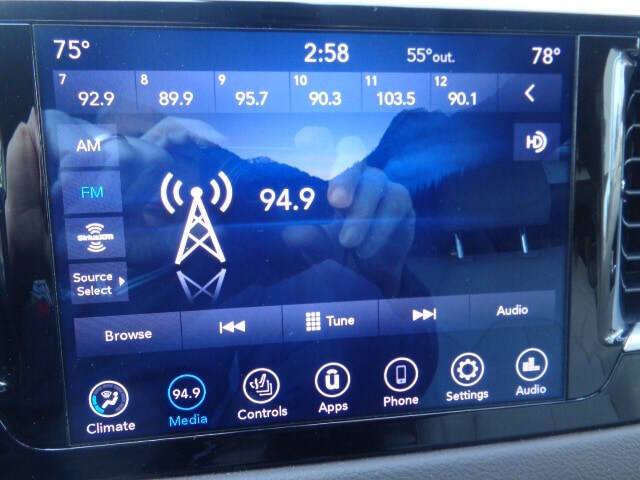 75° 2:58 55°out. 78°
7 8 9 10 11 12
92.9 89.9 95.7 90.3 103.5 90.1
AM
FM
94.9
SiriusXM
HD
Source
Select
Browse Tune Audio
94.9
Climate Media Controls Apps Phone Settings Audio